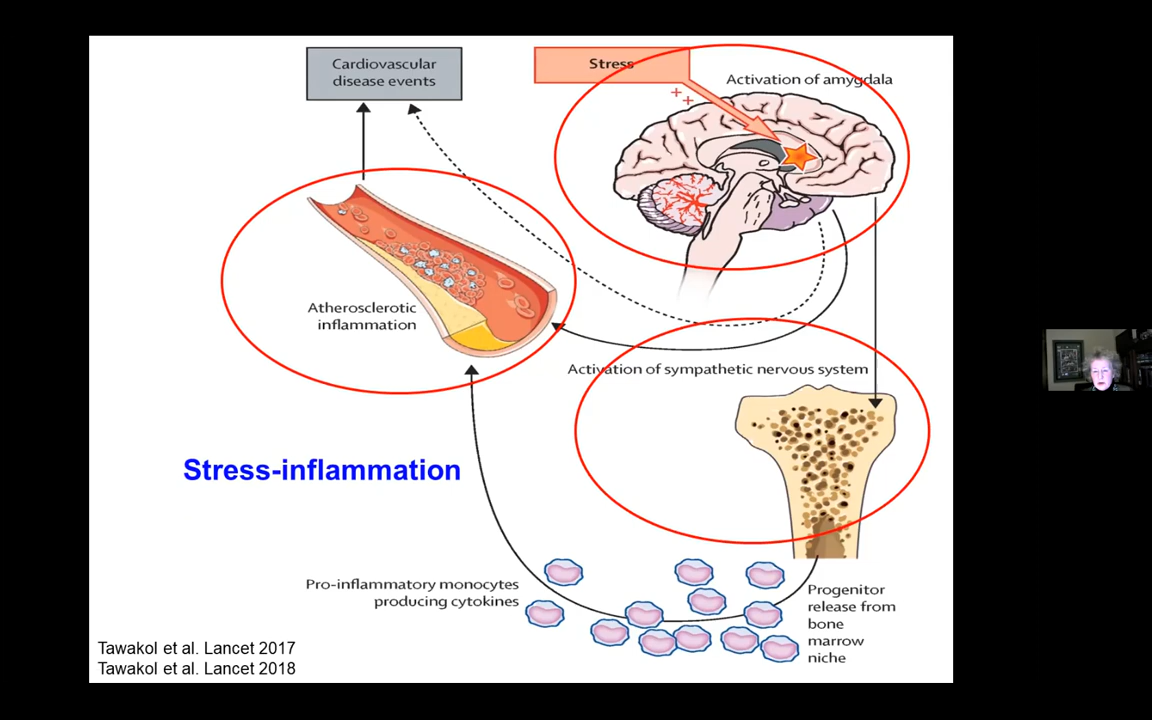 Cardiovascular
disease events
Stress
Activation of amygdala
++
Atherosclerotic
inflammation
Activation of sympathetic nervous system
Stress-inflammation
Pro-inflammatory monocytes
producing cytokines
Progenitor
release from
bone
marrow
niche
Tawakol et al. Lancet 2017
Tawakol et al. Lancet 2018